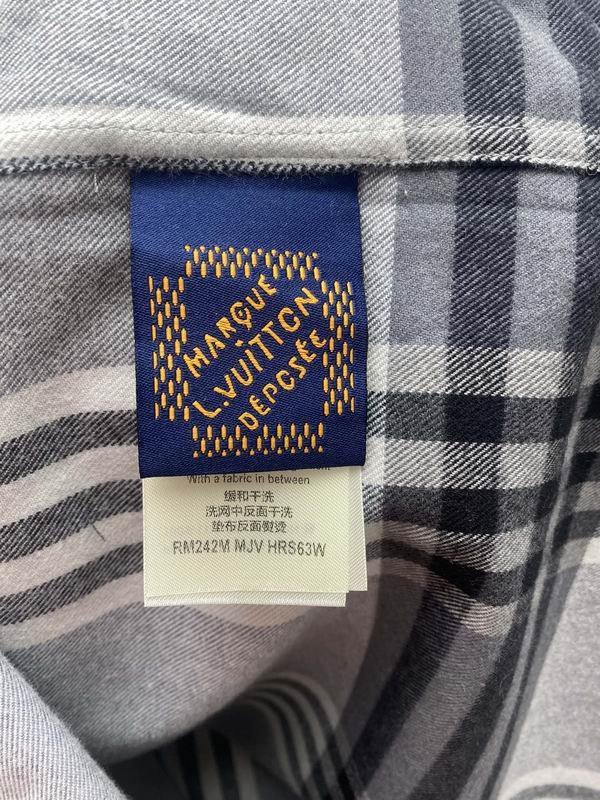 MARQUE
L.VUITTON
DÉPOSÉE
With a fabric in between
缓和干洗
洗网中反面干洗
垫布反面熨烫
RM242M MJV HRS63W